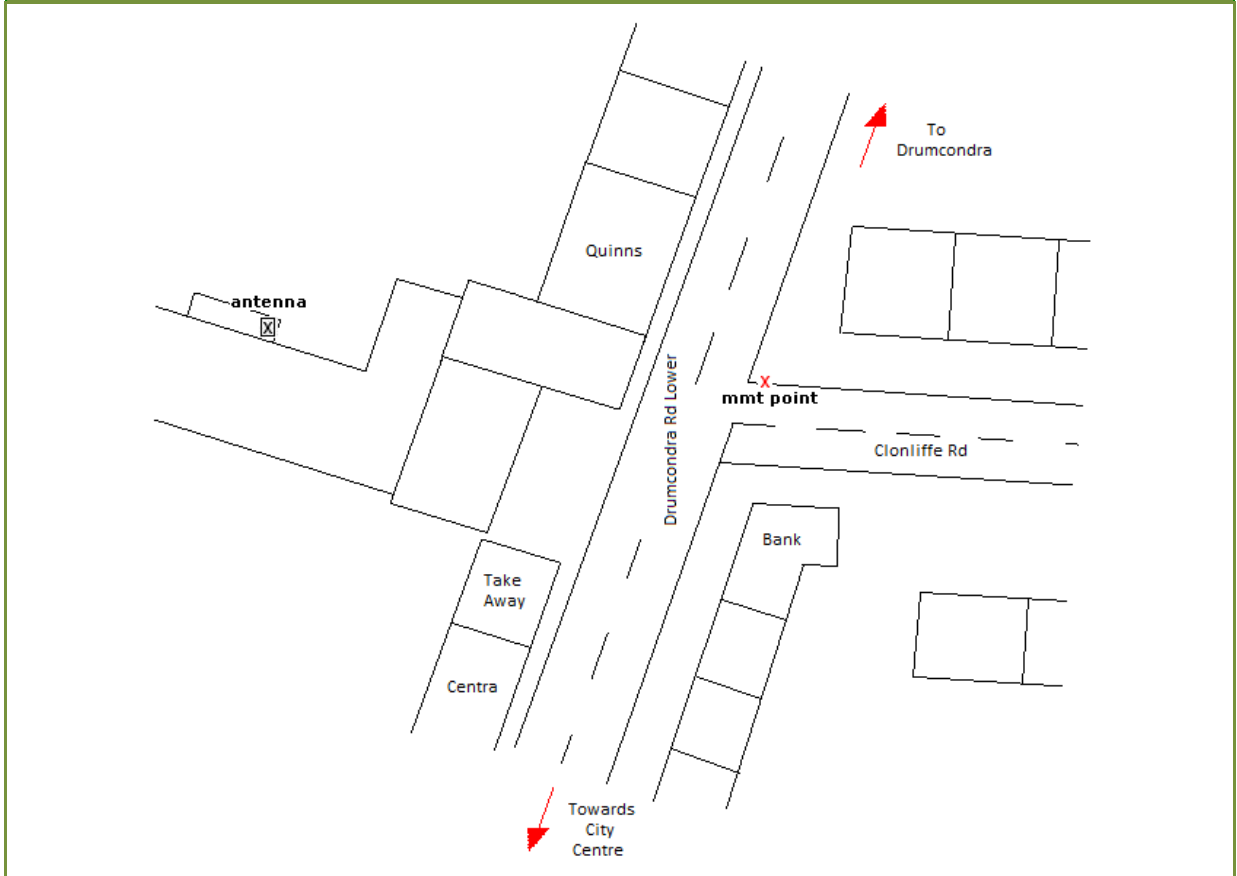 To
Drumcondra
Quinns
antenna
X
Drumcondra Rd Lower
X
mmt point
Clonliffe Rd
Bank
Take
Away
Centra
Towards
City
Centre